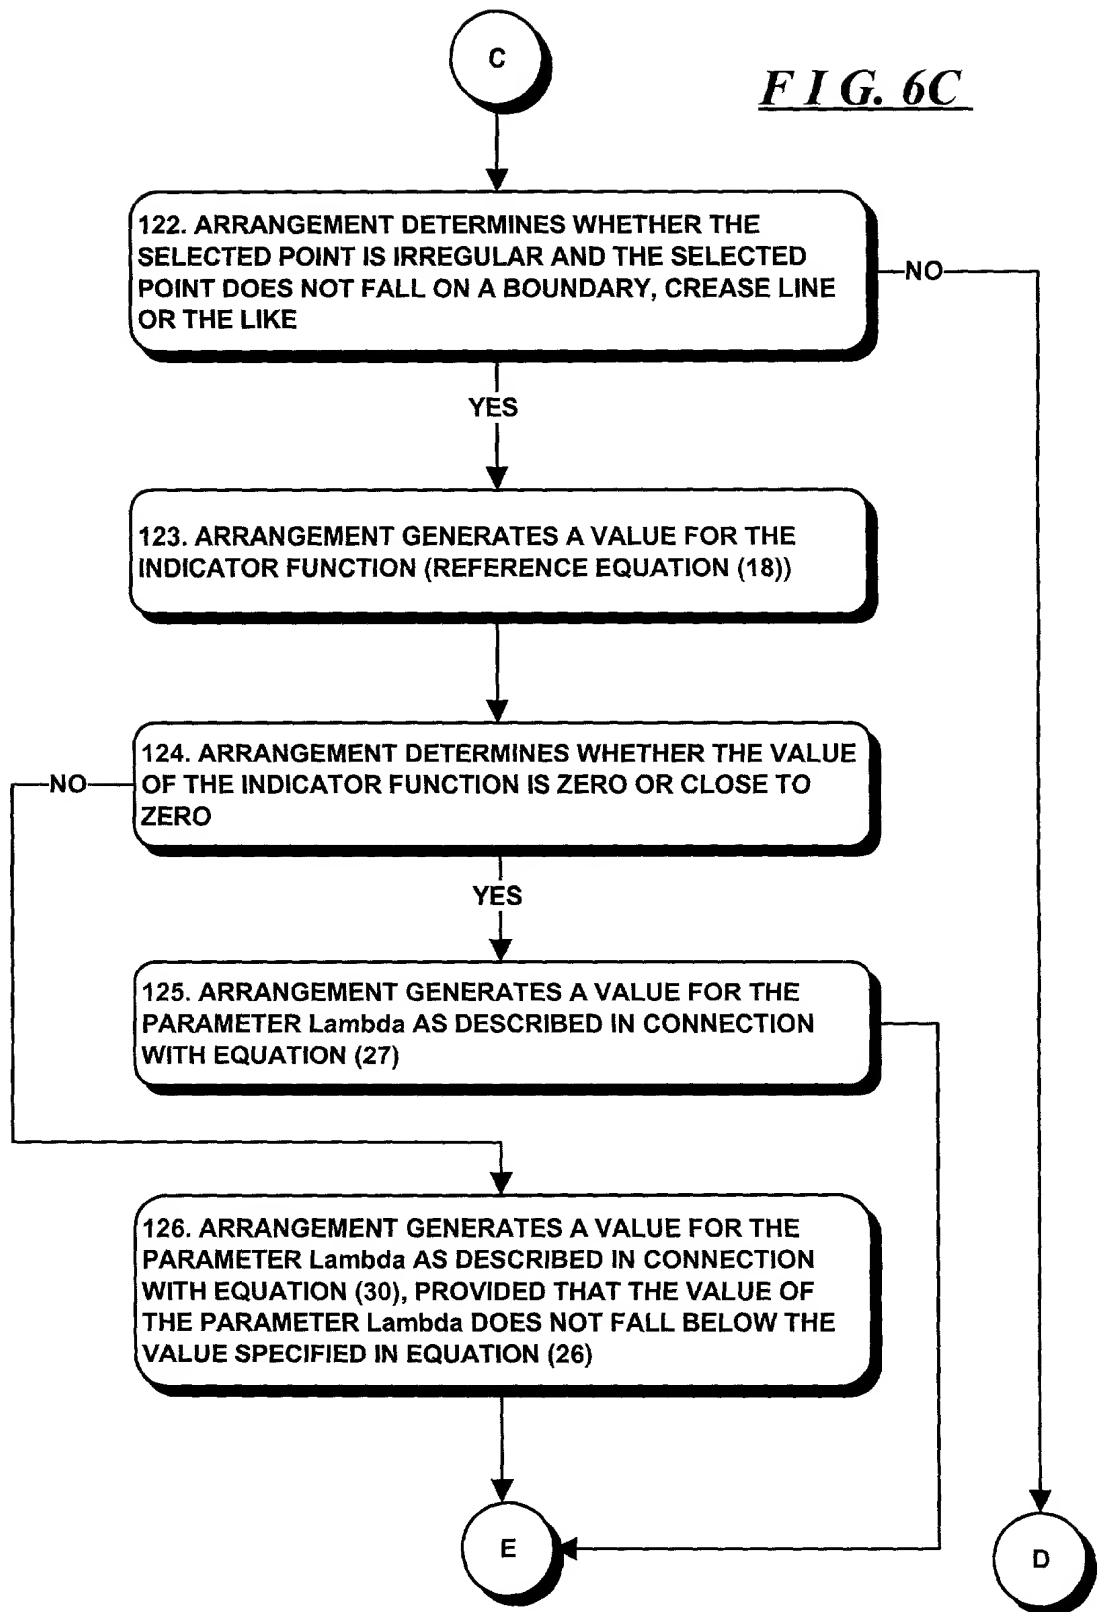 C
F I G. 6C
122. ARRANGEMENT DETERMINES WHETHER THE
SELECTED POINT IS IRREGULAR AND THE SELECTED
POINT DOES NOT FALL ON A BOUNDARY, CREASE LINE
OR THE LIKE
NO
YES
123. ARRANGEMENT GENERATES A VALUE FOR THE
INDICATOR FUNCTION (REFERENCE EQUATION (18))
124. ARRANGEMENT DETERMINES WHETHER THE VALUE
OF THE INDICATOR FUNCTION IS ZERO OR CLOSE TO
ZERO
NO
YES
125. ARRANGEMENT GENERATES A VALUE FOR THE
PARAMETER Lambda AS DESCRIBED IN CONNECTION
WITH EQUATION (27)
126. ARRANGEMENT GENERATES A VALUE FOR THE
PARAMETER Lambda AS DESCRIBED IN CONNECTION
WITH EQUATION (30), PROVIDED THAT THE VALUE OF
THE PARAMETER Lambda DOES NOT FALL BELOW THE
VALUE SPECIFIED IN EQUATION (26)
E
D